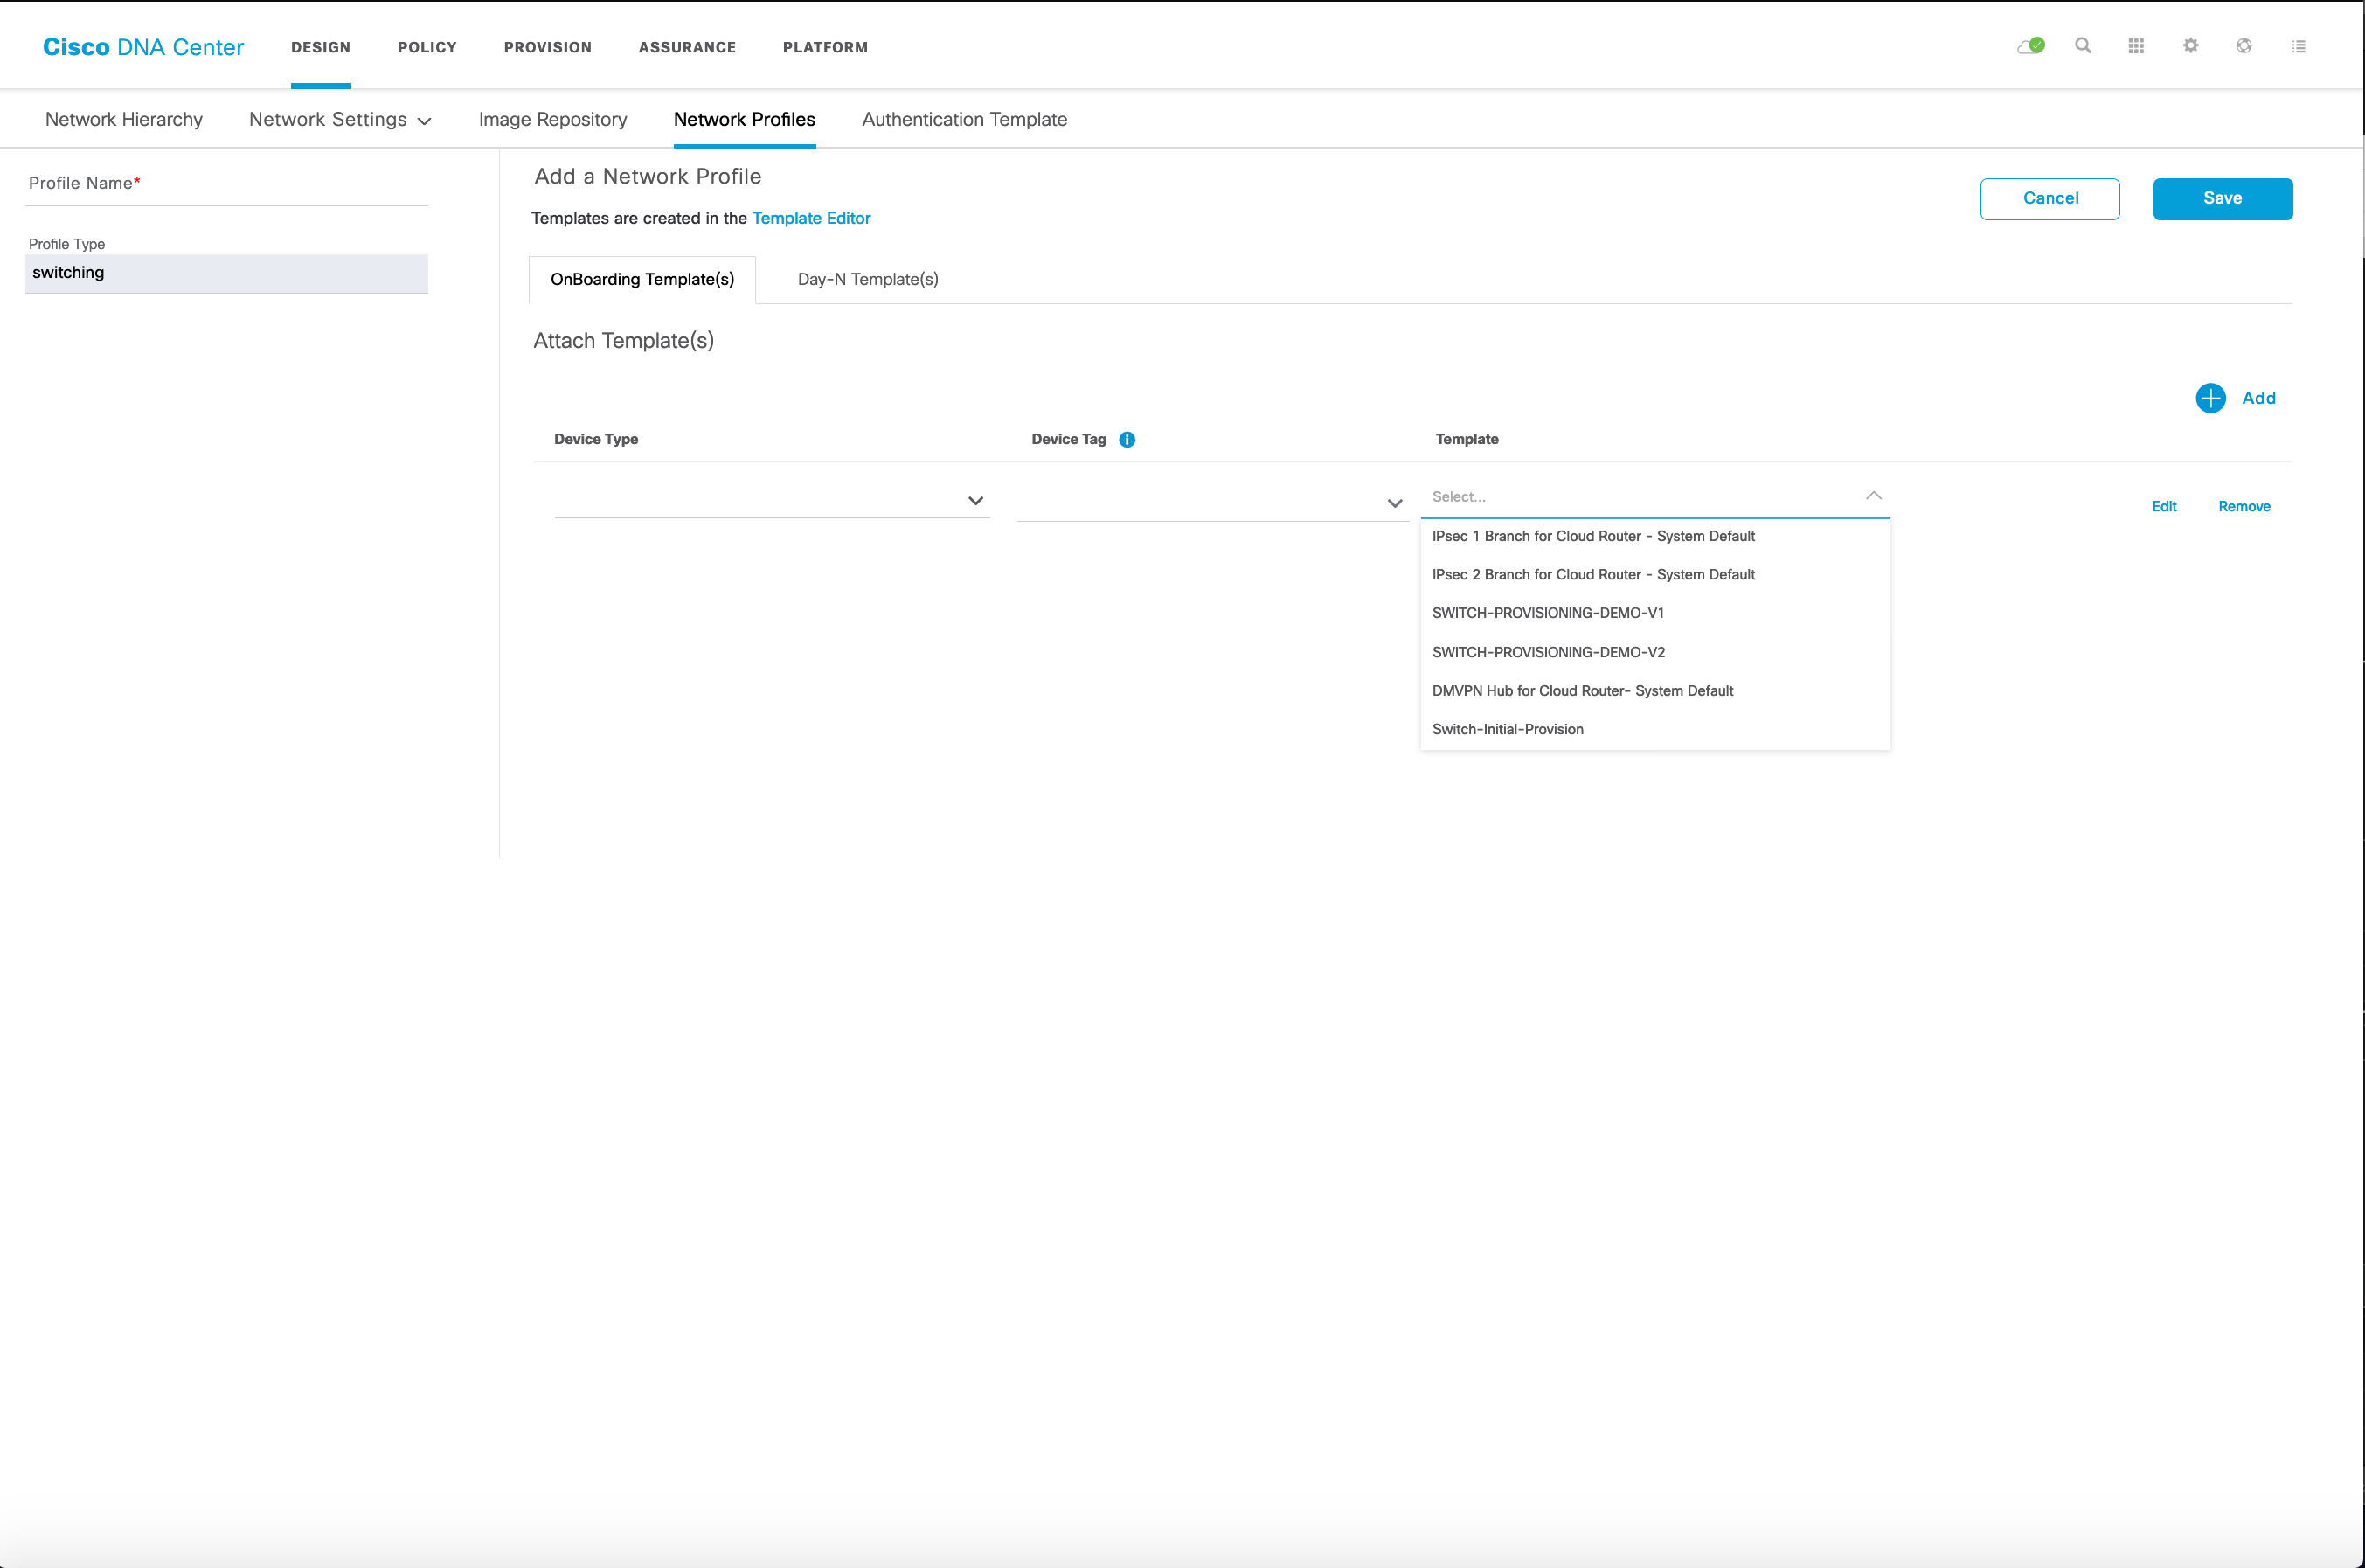 Cisco DNA Center DESIGN POLICY PROVISION ASSURANCE PLATFORM
Network Hierarchy Network Settings Image Repository Network Profiles Authentication Template
Profile Name*
Profile Type
switching
Add a Network Profile
Templates are created in the Template Editor
Cancel Save
OnBoarding Template(s) Day-N Template(s)
Attach Template(s)
Add
Device Type Device Tag i Template
Select...
Edit Remove
IPsec 1 Branch for Cloud Router - System Default
IPsec 2 Branch for Cloud Router - System Default
SWITCH-PROVISIONING-DEMO-V1
SWITCH-PROVISIONING-DEMO-V2
DMVPN Hub for Cloud Router- System Default
Switch-Initial-Provision